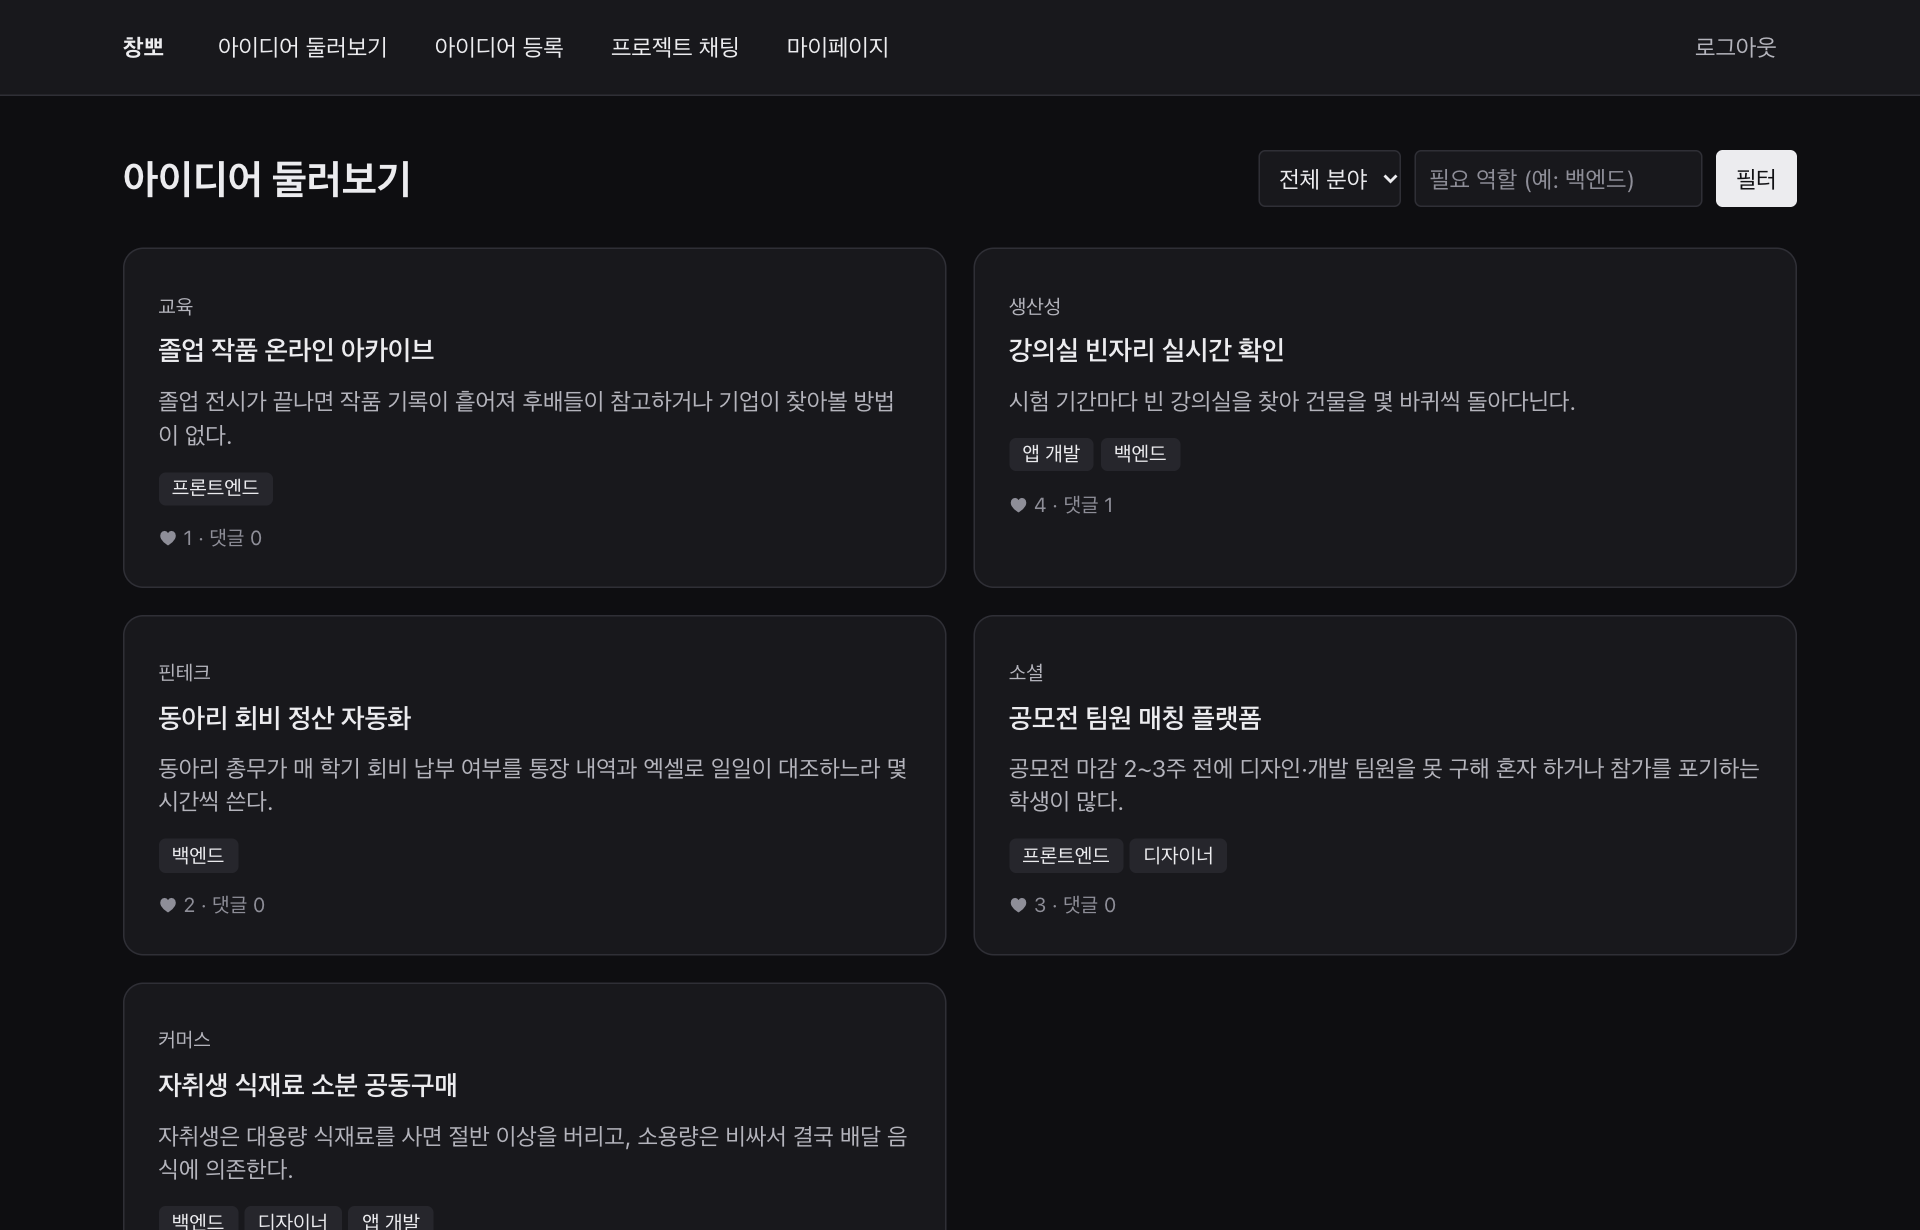 창뽀 아이디어 둘러보기 아이디어 등록 프로젝트 채팅 마이페이지 로그아웃
아이디어 둘러보기
전체 분야 필요 역할 (예: 백엔드) 필터
교육
졸업 작품 온라인 아카이브
졸업 전시가 끝나면 작품 기록이 흩어져 후배들이 참고하거나 기업이 찾아볼 방법
이 없다.
프론트엔드
♥ 1 · 댓글 0
생산성
강의실 빈자리 실시간 확인
시험 기간마다 빈 강의실을 찾아 건물을 몇 바퀴씩 돌아다닌다.
앱 개발 백엔드
♥ 4 · 댓글 1
핀테크
동아리 회비 정산 자동화
동아리 총무가 매 학기 회비 납부 여부를 통장 내역과 엑셀로 일일이 대조하느라 몇
시간씩 쓴다.
백엔드
♥ 2 · 댓글 0
소셜
공모전 팀원 매칭 플랫폼
공모전 마감 2~3주 전에 디자인·개발 팀원을 못 구해 혼자 하거나 참가를 포기하는
학생이 많다.
프론트엔드 디자이너
♥ 3 · 댓글 0
커머스
자취생 식재료 소분 공동구매
자취생은 대용량 식재료를 사면 절반 이상을 버리고, 소용량은 비싸서 결국 배달 음
식에 의존한다.
백엔드 디자이너 앱 개발